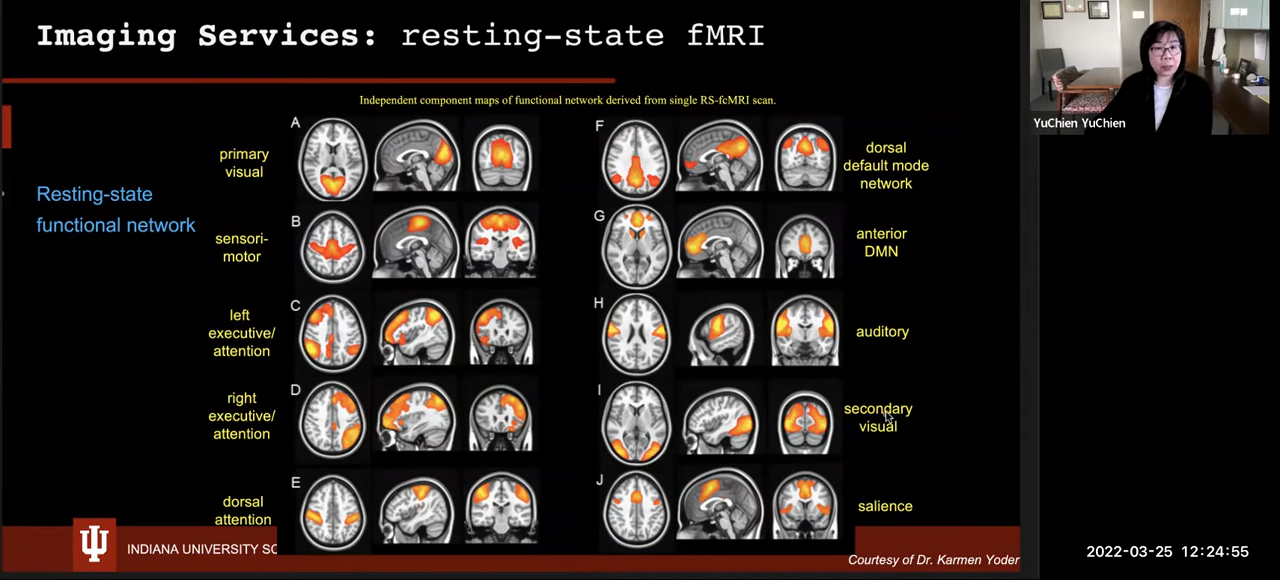 Imaging Services: resting-state fMRI
Independent component maps of functional network derived from single RS-fcMRI scan.
Resting-state
functional network
A
primary
visual
B
sensori-
motor
C
left
executive/
attention
D
right
executive/
attention
E
dorsal
attention
F
dorsal
default mode
network
G
anterior
DMN
H
auditory
I
secondary
visual
J
salience
INDIANA UNIVERSITY SC
Courtesy of Dr. Karmen Yoder
YuChien YuChien
2022-03-25 12:24:55